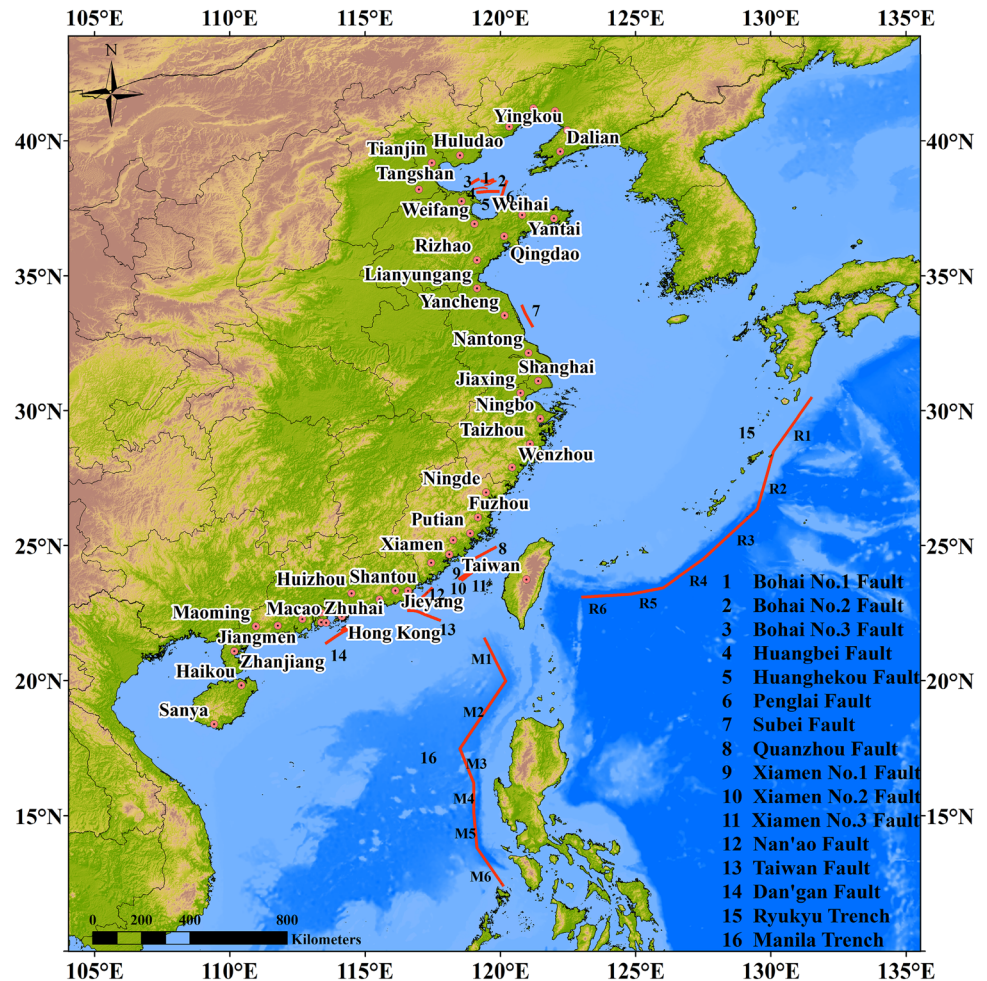 105°E 110°E 115°E 120°E 125°E 130°E 135°E
N
40°N 40°N
35°N 35°N
30°N 30°N
25°N 25°N
20°N 20°N
15°N 15°N
Yingkou
Huludao
Dalian
Tianjin
Tangshan
3 1 2
4
6
5
Weihai
Weifang
Yantai
Rizhao
Qingdao
Lianyungang
Yancheng
7
Nantong
Shanghai
Jiaxing
Ningbo
Taizhou
Wenzhou
15
R1
R2
R3
R4
R5
R6
Ningde
Fuzhou
Putian
Xiamen
8
Taiwan
9
10
11
Huizhou
Shantou
12
Jieyang
Maoming
Macao
Zhuhai
13
Jiangmen
Hong Kong
14
Zhanjiang
Haikou
Sanya
M1
M2
16
M3
M4
M5
M6
1 Bohai No.1 Fault
2 Bohai No.2 Fault
3 Bohai No.3 Fault
4 Huangbei Fault
5 Huanghekou Fault
6 Penglai Fault
7 Subei Fault
8 Quanzhou Fault
9 Xiamen No.1 Fault
10 Xiamen No.2 Fault
11 Xiamen No.3 Fault
12 Nan'ao Fault
13 Taiwan Fault
14 Dan'gan Fault
15 Ryukyu Trench
16 Manila Trench
0 200 400 800
Kilometers
105°E 110°E 115°E 120°E 125°E 130°E 135°E